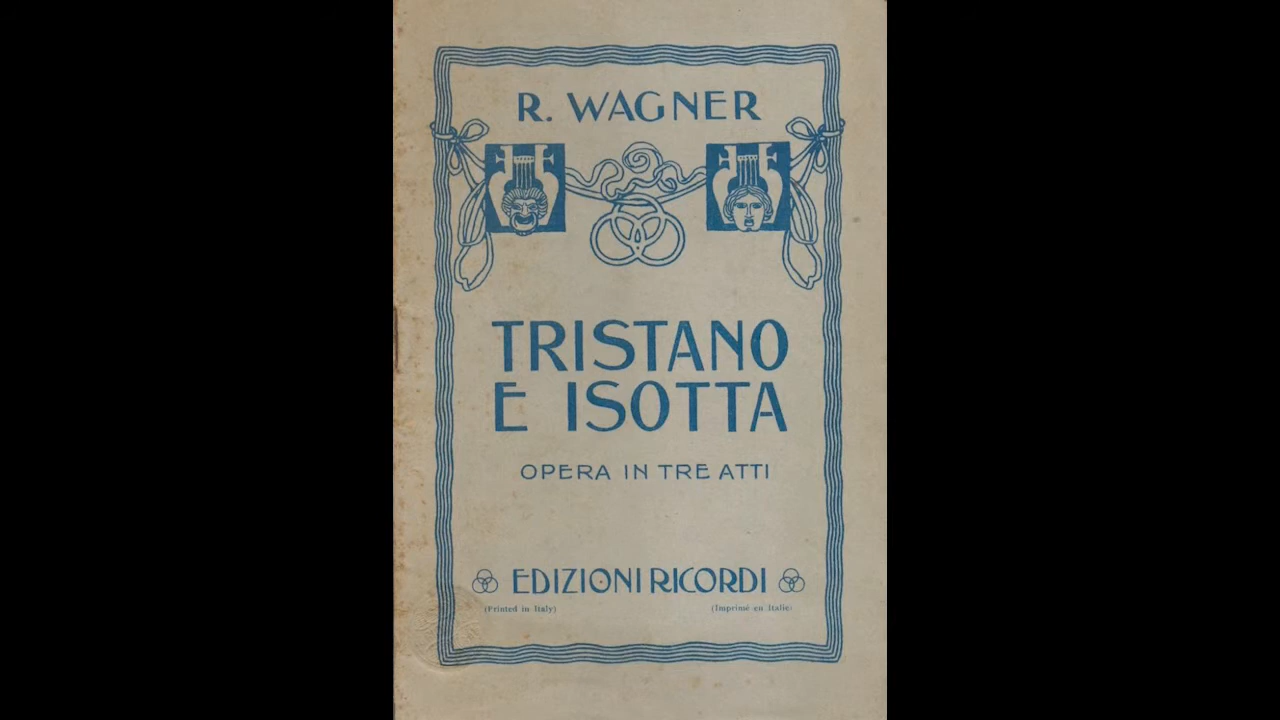 R. WAGNER
TRISTANO
E ISOTTA
OPERA IN TRE ATTI
EDIZIONI RICORDI
(Printed in Italy) (Imprimé en Italie)